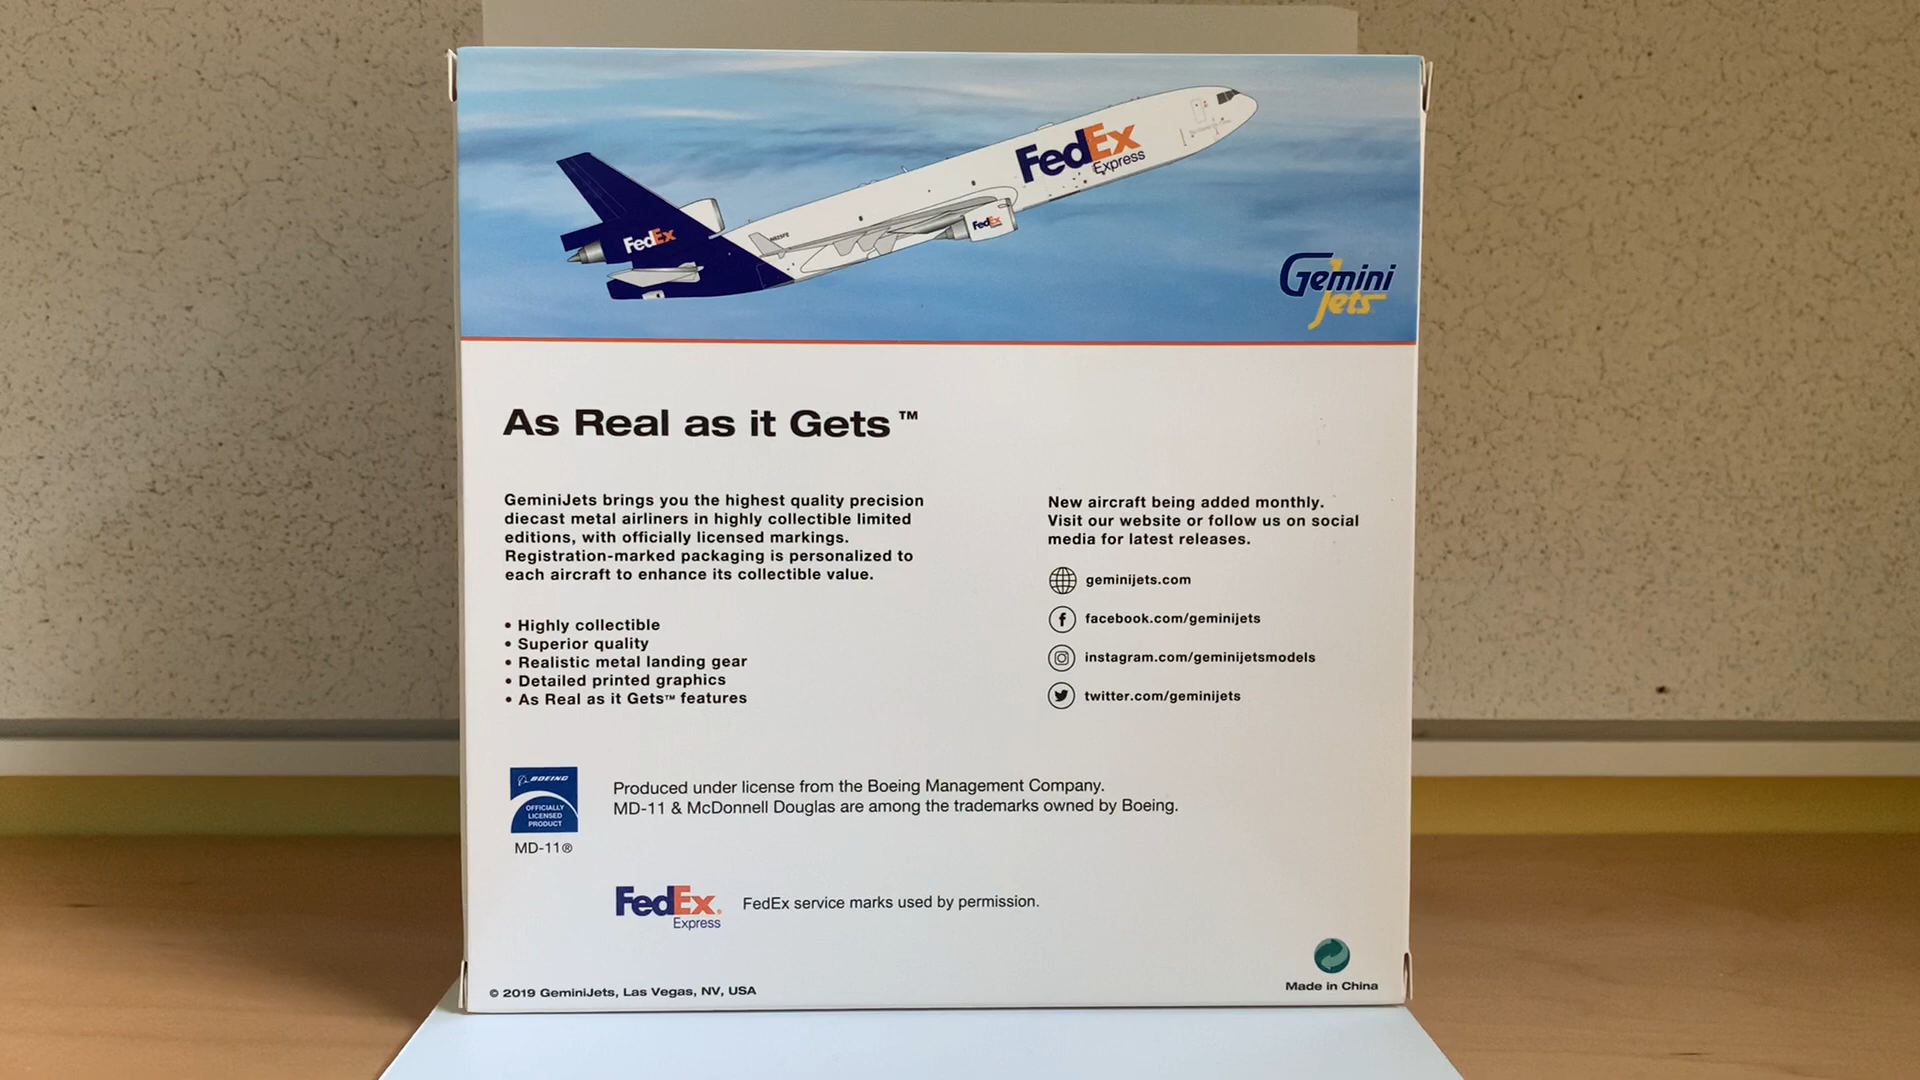 FedEx
Express
FedEx
FedEx
Gemini
Jets
As Real as it Gets™
GeminiJets brings you the highest quality precision
diecast metal airliners in highly collectible limited
editions, with officially licensed markings.
Registration-marked packaging is personalized to
each aircraft to enhance its collectible value.
• Highly collectible
• Superior quality
• Realistic metal landing gear
• Detailed printed graphics
• As Real as it Gets™ features
New aircraft being added monthly.
Visit our website or follow us on social
media for latest releases.
geminijets.com
facebook.com/geminijets
instagram.com/geminijetsmodels
twitter.com/geminijets
BOEING
OFFICIALLY
LICENSED
PRODUCT
MD-11®
Produced under license from the Boeing Management Company.
MD-11 & McDonnell Douglas are among the trademarks owned by Boeing.
FedEx®
Express
FedEx service marks used by permission.
© 2019 GeminiJets, Las Vegas, NV, USA
Made in China